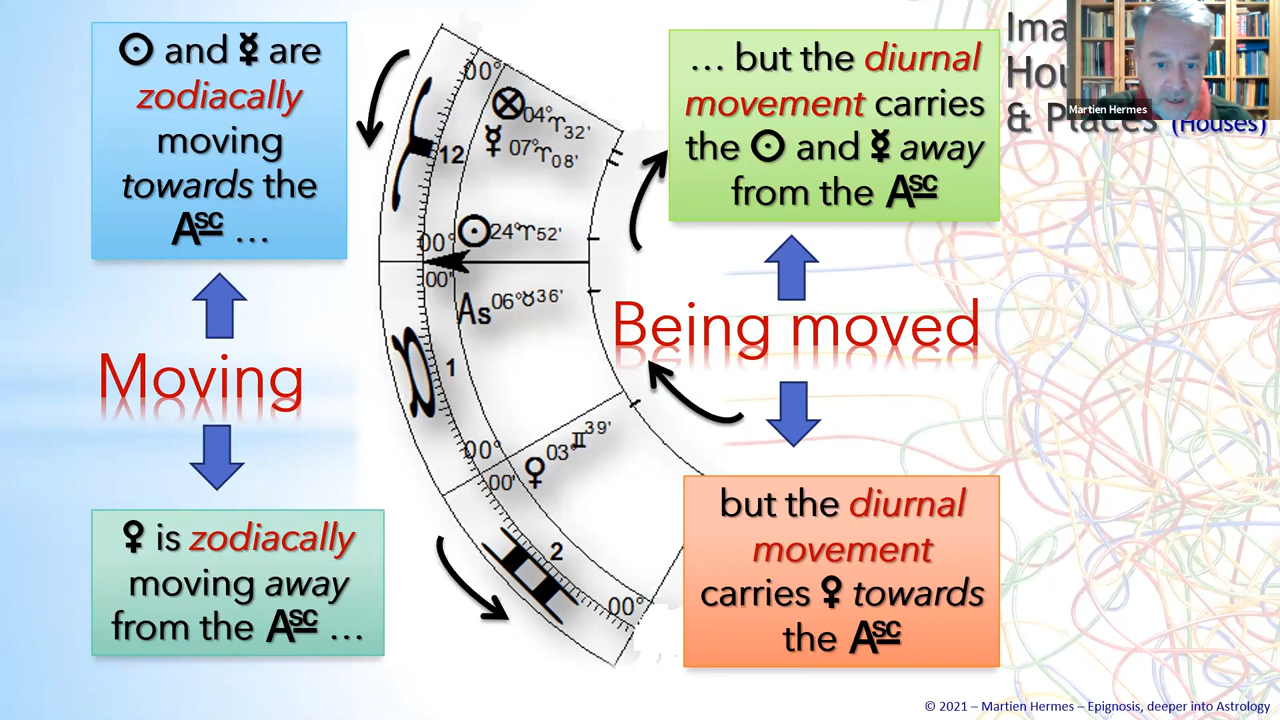 ☉ and ☿ are
zodiacally
moving
towards the
Asc …
Moving
♀ is zodiacally
moving away
from the Asc …
00°
⊗ 04° ♈ 32'
☿ 07° ♈ 08'
♈
12
00°
☉ 24° ♈ 52'
00'
As 06° ♉ 36'
♉
1
00°
00'
♀ 03° ♊ 39'
♊
2
00°
… but the diurnal
movement carries
the ☉ and ☿ away
from the Asc
Being moved
but the diurnal
movement
carries ♀ towards
the Asc
& Places (Houses)
Martien Hermes
© 2021 – Martien Hermes – Epignosis, deeper into Astrology